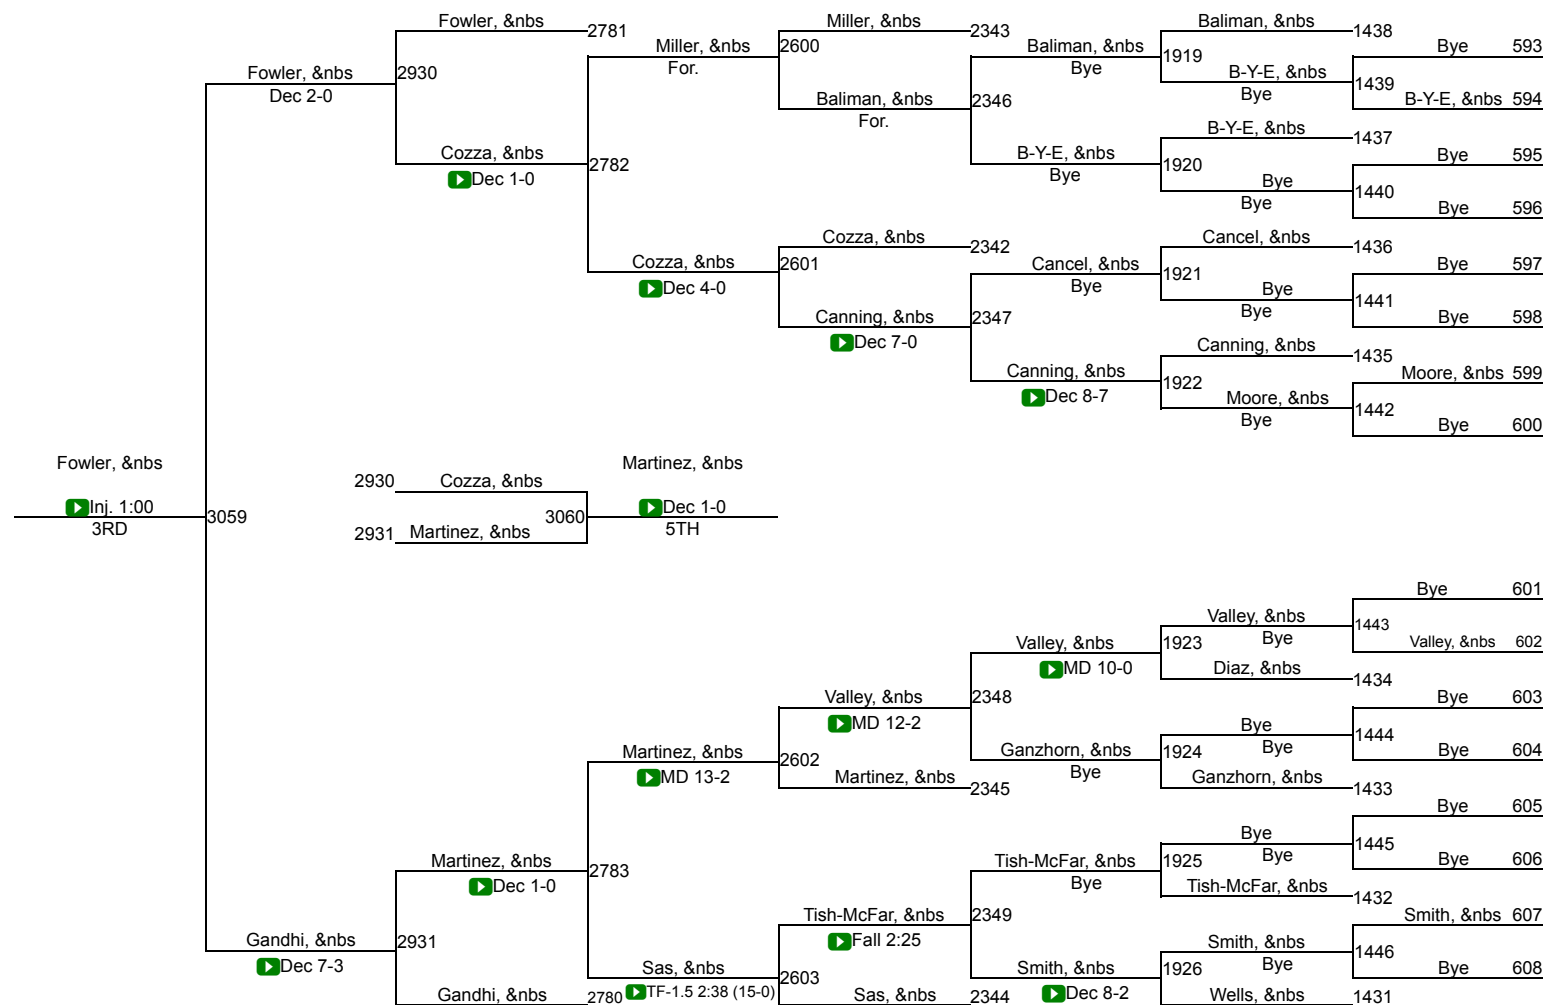 Fowler, &nbs 2781 Miller, &nbs 2343 Baliman, &nbs 1438
Miller, &nbs 2600 Baliman, &nbs Bye 593
Fowler, &nbs 2930 For. Bye 1919 B-Y-E, &nbs 1439
Dec 2-0 Baliman, &nbs 2346 Bye B-Y-E, &nbs 594
For. B-Y-E, &nbs 1437
Cozza, &nbs 2782 B-Y-E, &nbs 1920 Bye 595
Dec 1-0 Bye Bye 1440
Bye Bye 596
Cozza, &nbs 2342 Cancel, &nbs 1436
Cozza, &nbs 2601 Cancel, &nbs 1921 Bye 597
Dec 4-0 Bye Bye 1441
Canning, &nbs 2347 Bye Bye 598
Dec 7-0 Canning, &nbs 1435
Canning, &nbs 1922 Moore, &nbs 599
Dec 8-7 Moore, &nbs 1442
Bye Bye 600
Fowler, &nbs Martinez, &nbs
2930 Cozza, &nbs
Inj. 1:00 3059 3060 Dec 1-0
3RD 2931 Martinez, &nbs 5TH
Bye 601
Valley, &nbs 1443
Valley, &nbs 1923 Bye Valley, &nbs 602
MD 10-0 Diaz, &nbs 1434
Valley, &nbs 2348 Bye 603
MD 12-2 Bye 1444
Martinez, &nbs 2602 Ganzhorn, &nbs 1924 Bye Bye 604
MD 13-2 Martinez, &nbs 2345 Bye Ganzhorn, &nbs 1433
Bye 605
Bye 1445
Martinez, &nbs 2783 Tish-McFar, &nbs 1925 Bye Bye 606
Dec 1-0 Bye Tish-McFar, &nbs 1432
Tish-McFar, &nbs 2349 Smith, &nbs 607
Gandhi, &nbs 2931 Fall 2:25 Smith, &nbs 1446
Dec 7-3 Sas, &nbs 2603 Smith, &nbs 1926 Bye Bye 608
Gandhi, &nbs 2780 TF-1.5 2:38 (15-0) Sas, &nbs 2344 Dec 8-2 Wells, &nbs 1431